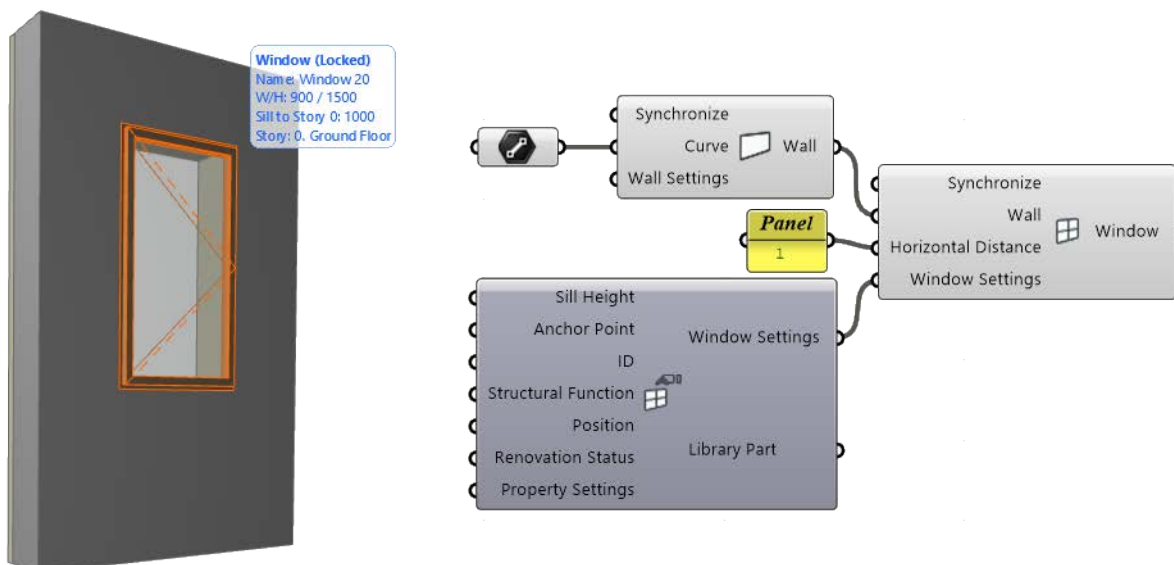 Window (Locked)
Name: Window 20
W/H: 900 / 1500
Sill to Story 0: 1000
Story: 0. Ground Floor
Synchronize
Curve
Wall
Wall Settings
Panel
1
Synchronize
Wall
Horizontal Distance
Window
Window Settings
Sill Height
Anchor Point
Window Settings
ID
Structural Function
Position
Library Part
Renovation Status
Property Settings